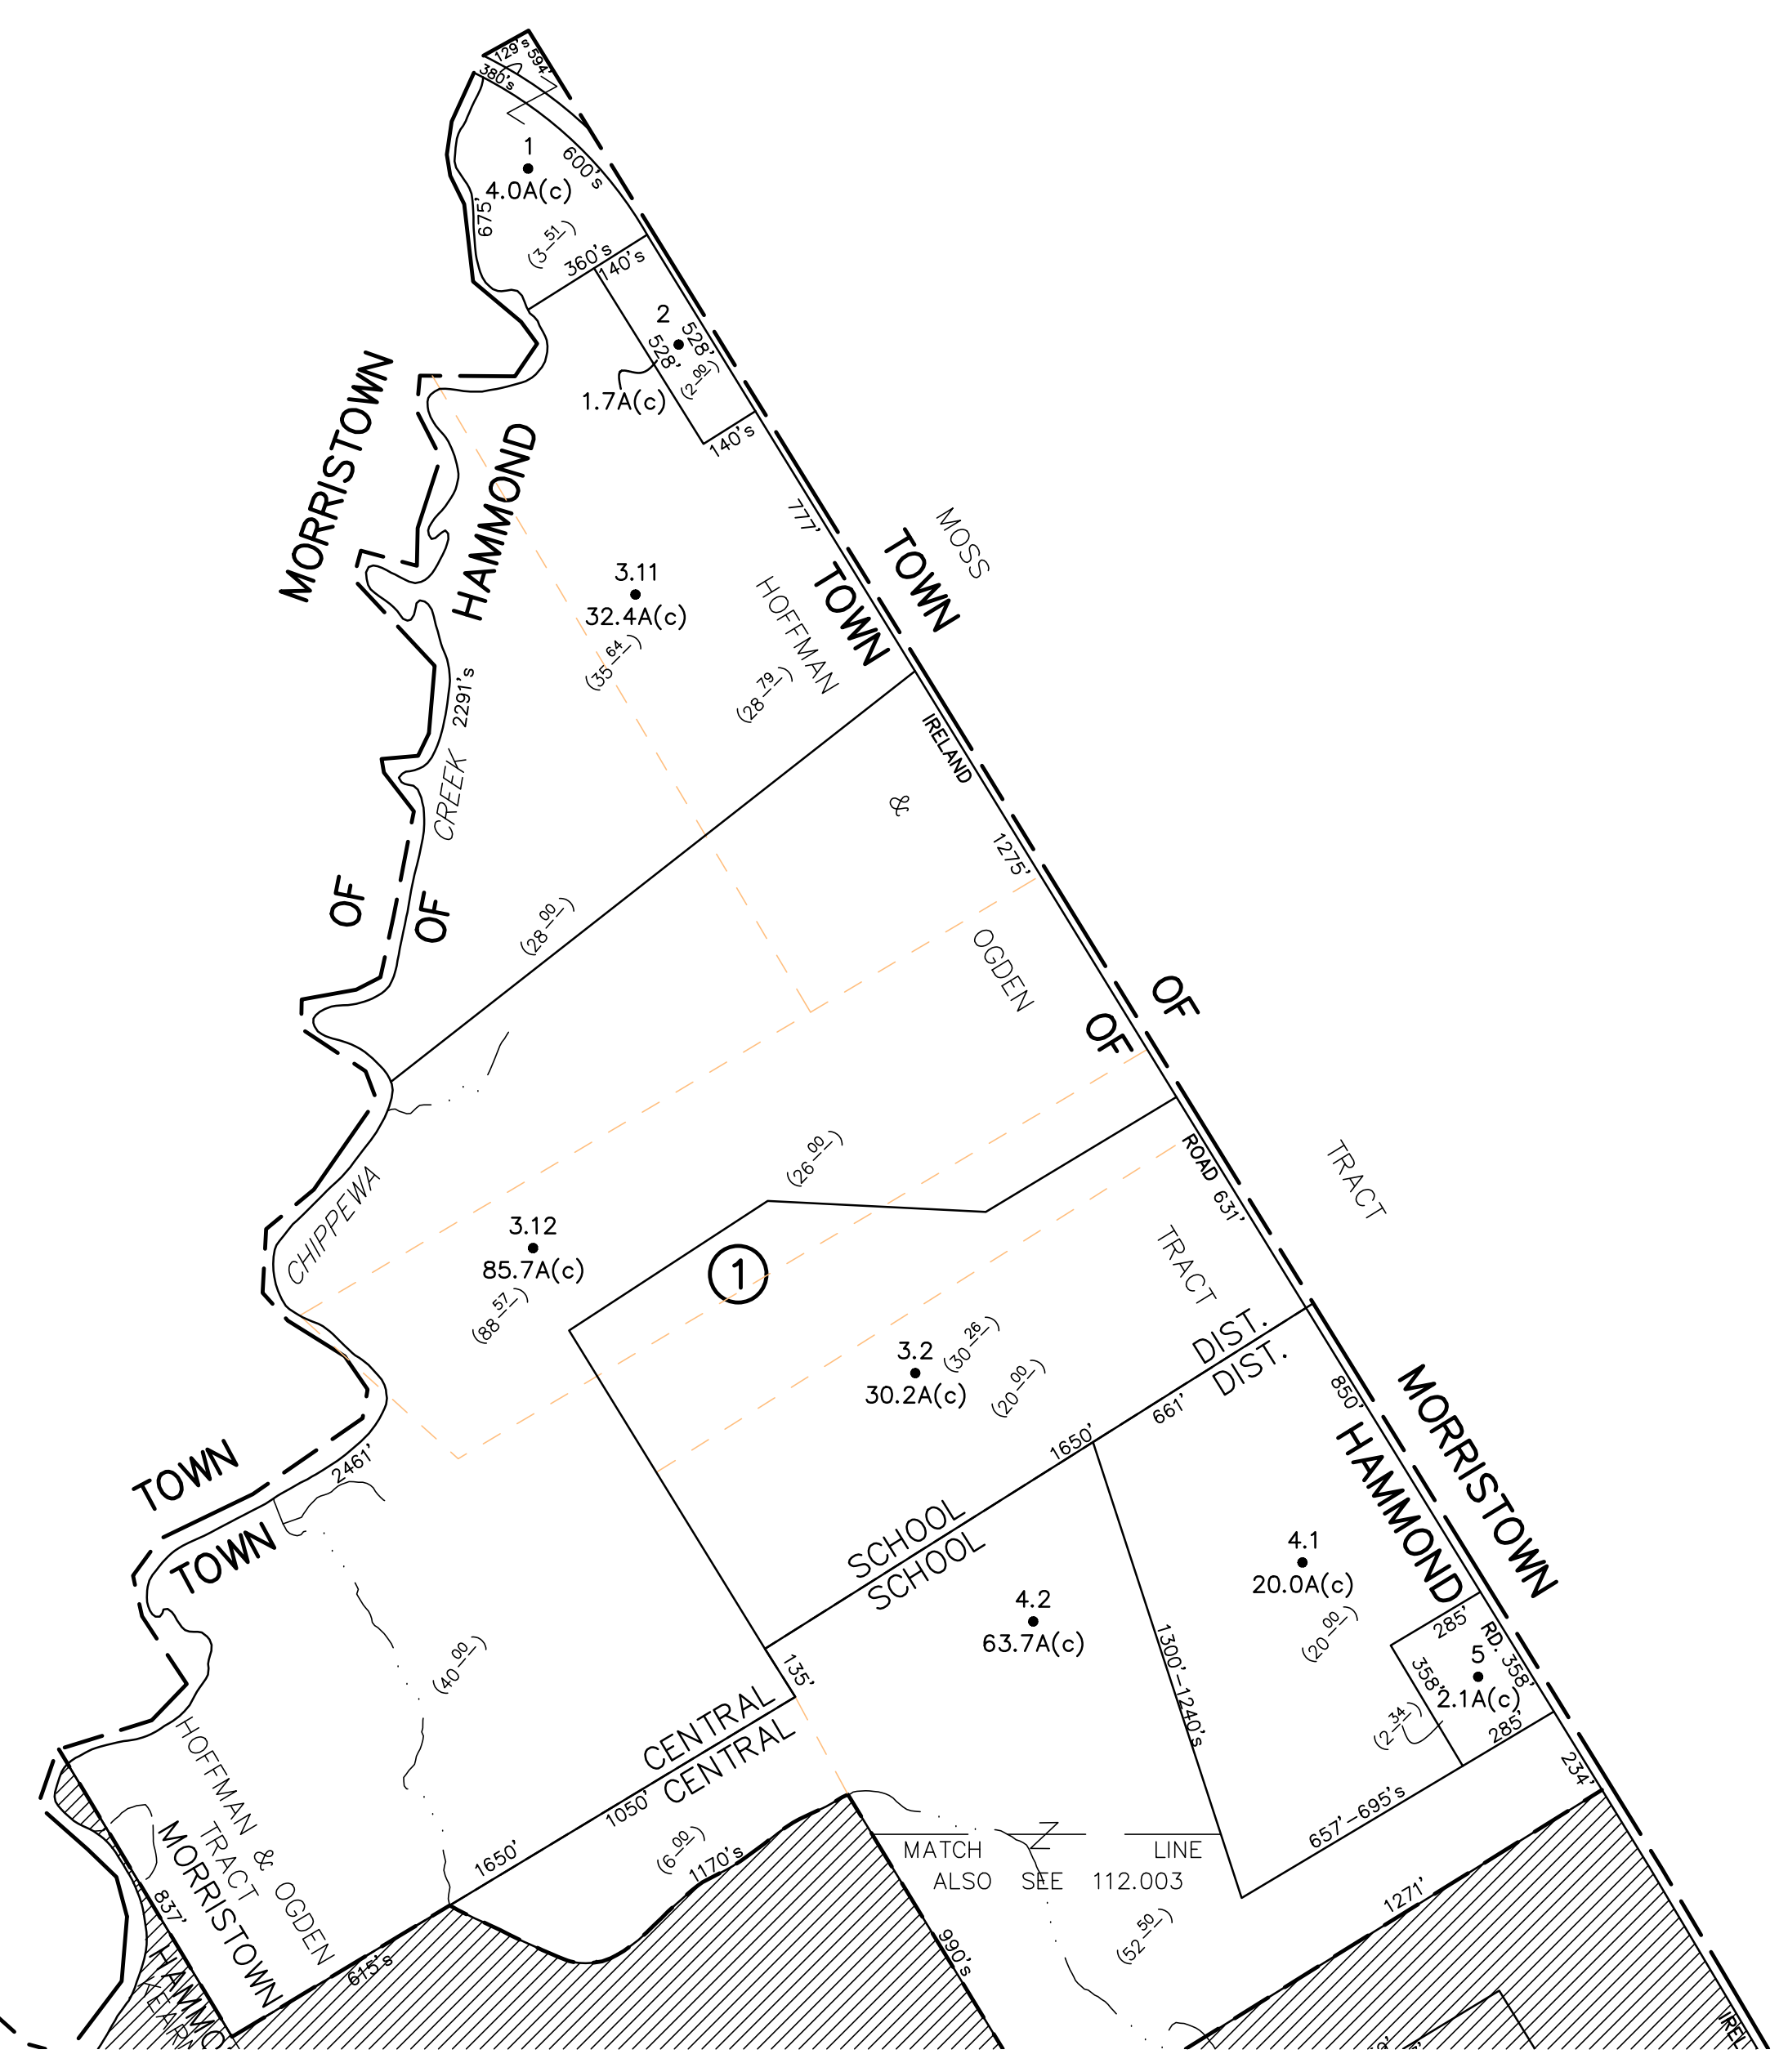 129's
594'
380's
1
4.0A(c)
600's
675'
(3 51)
360's
140's
2
528'
528'
(2 00)
1.7A(c)
140's
777'
MORRISTOWN
HAMMOND
MOSS
TOWN
TOWN
HOFFMAN
3.11
32.4A(c)
(35 64)
(28 79)
2291's
CREEK
IRELAND
&
1275'
OF
OF
(28 00)
OGDEN
OF
OF
(26 00)
ROAD
631'
TRACT
TRACT
CHIPPEWA
3.12
85.7A(c)
(88 57)
1
3.2
30.2A(c)
(30 26)
(20 00)
DIST.
DIST.
850'
MORRISTOWN
HAMMOND
661'
1650'
TOWN
TOWN
2461'
SCHOOL
SCHOOL
4.1
20.0A(c)
(20 00)
4.2
63.7A(c)
1300'-1240's
285'
RD.
358'
5
358'
2.1A(c)
(2 34)
285'
234'
135'
(40 00)
CENTRAL
CENTRAL
1050'
1650'
(6 00)
1170's
657'-695's
MATCH LINE
ALSO SEE 112.003
1271'
(52 50)
990's
HOFFMAN & OGDEN
TRACT
MORRISTOWN
837'
615's